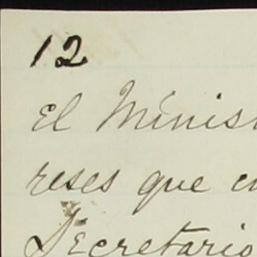 12
El Minis
reses que
Secretario